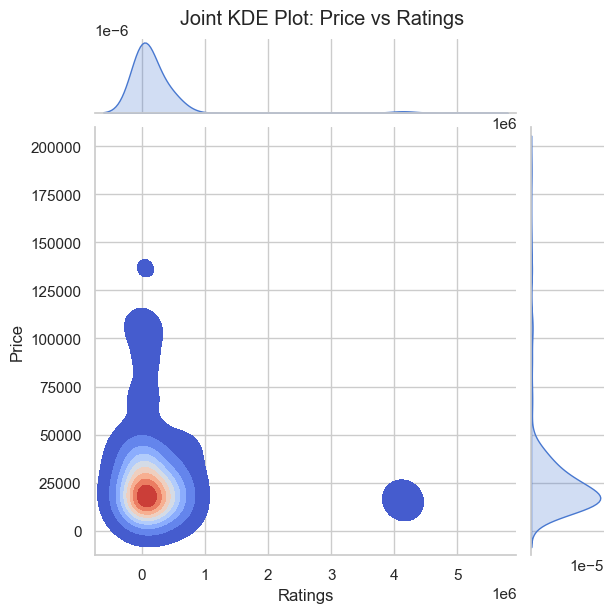 Joint KDE Plot: Price vs Ratings
1e−6
1e6
200000
175000
150000
125000
100000
75000
50000
25000
0
Price
0 1 2 3 4 5
Ratings
1e6
1e−5